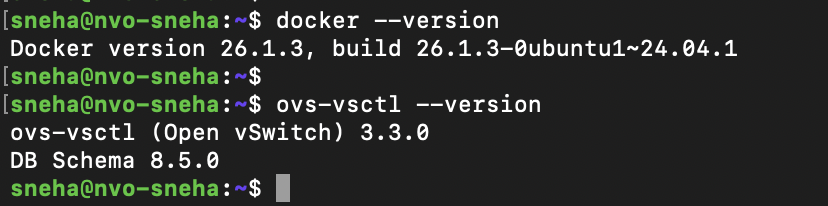 [sneha@nvo-sneha:~$ docker --version
Docker version 26.1.3, build 26.1.3-0ubuntu1~24.04.1
[sneha@nvo-sneha:~$
[sneha@nvo-sneha:~$ ovs-vsctl --version
ovs-vsctl (Open vSwitch) 3.3.0
DB Schema 8.5.0
sneha@nvo-sneha:~$